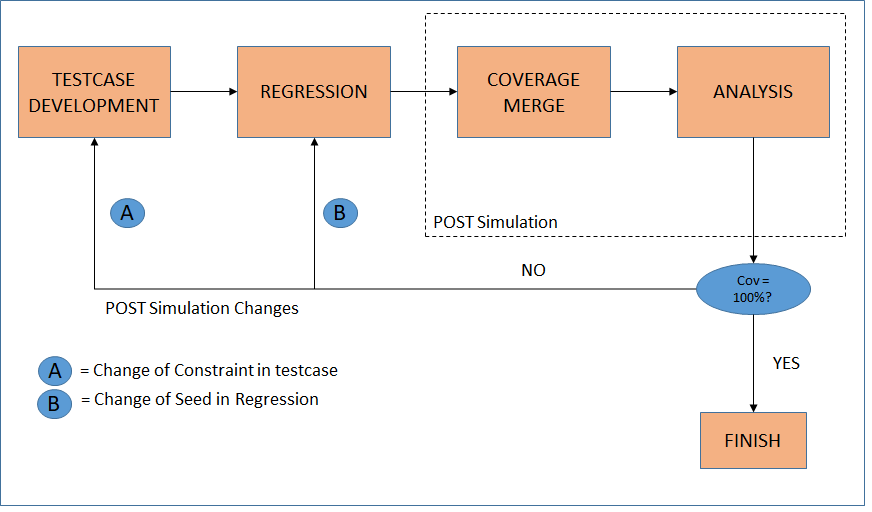 TESTCASE
DEVELOPMENT
REGRESSION
COVERAGE
MERGE
ANALYSIS
A
B
POST Simulation
NO
Cov =
100%?
POST Simulation Changes
YES
A = Change of Constraint in testcase
B = Change of Seed in Regression
FINISH